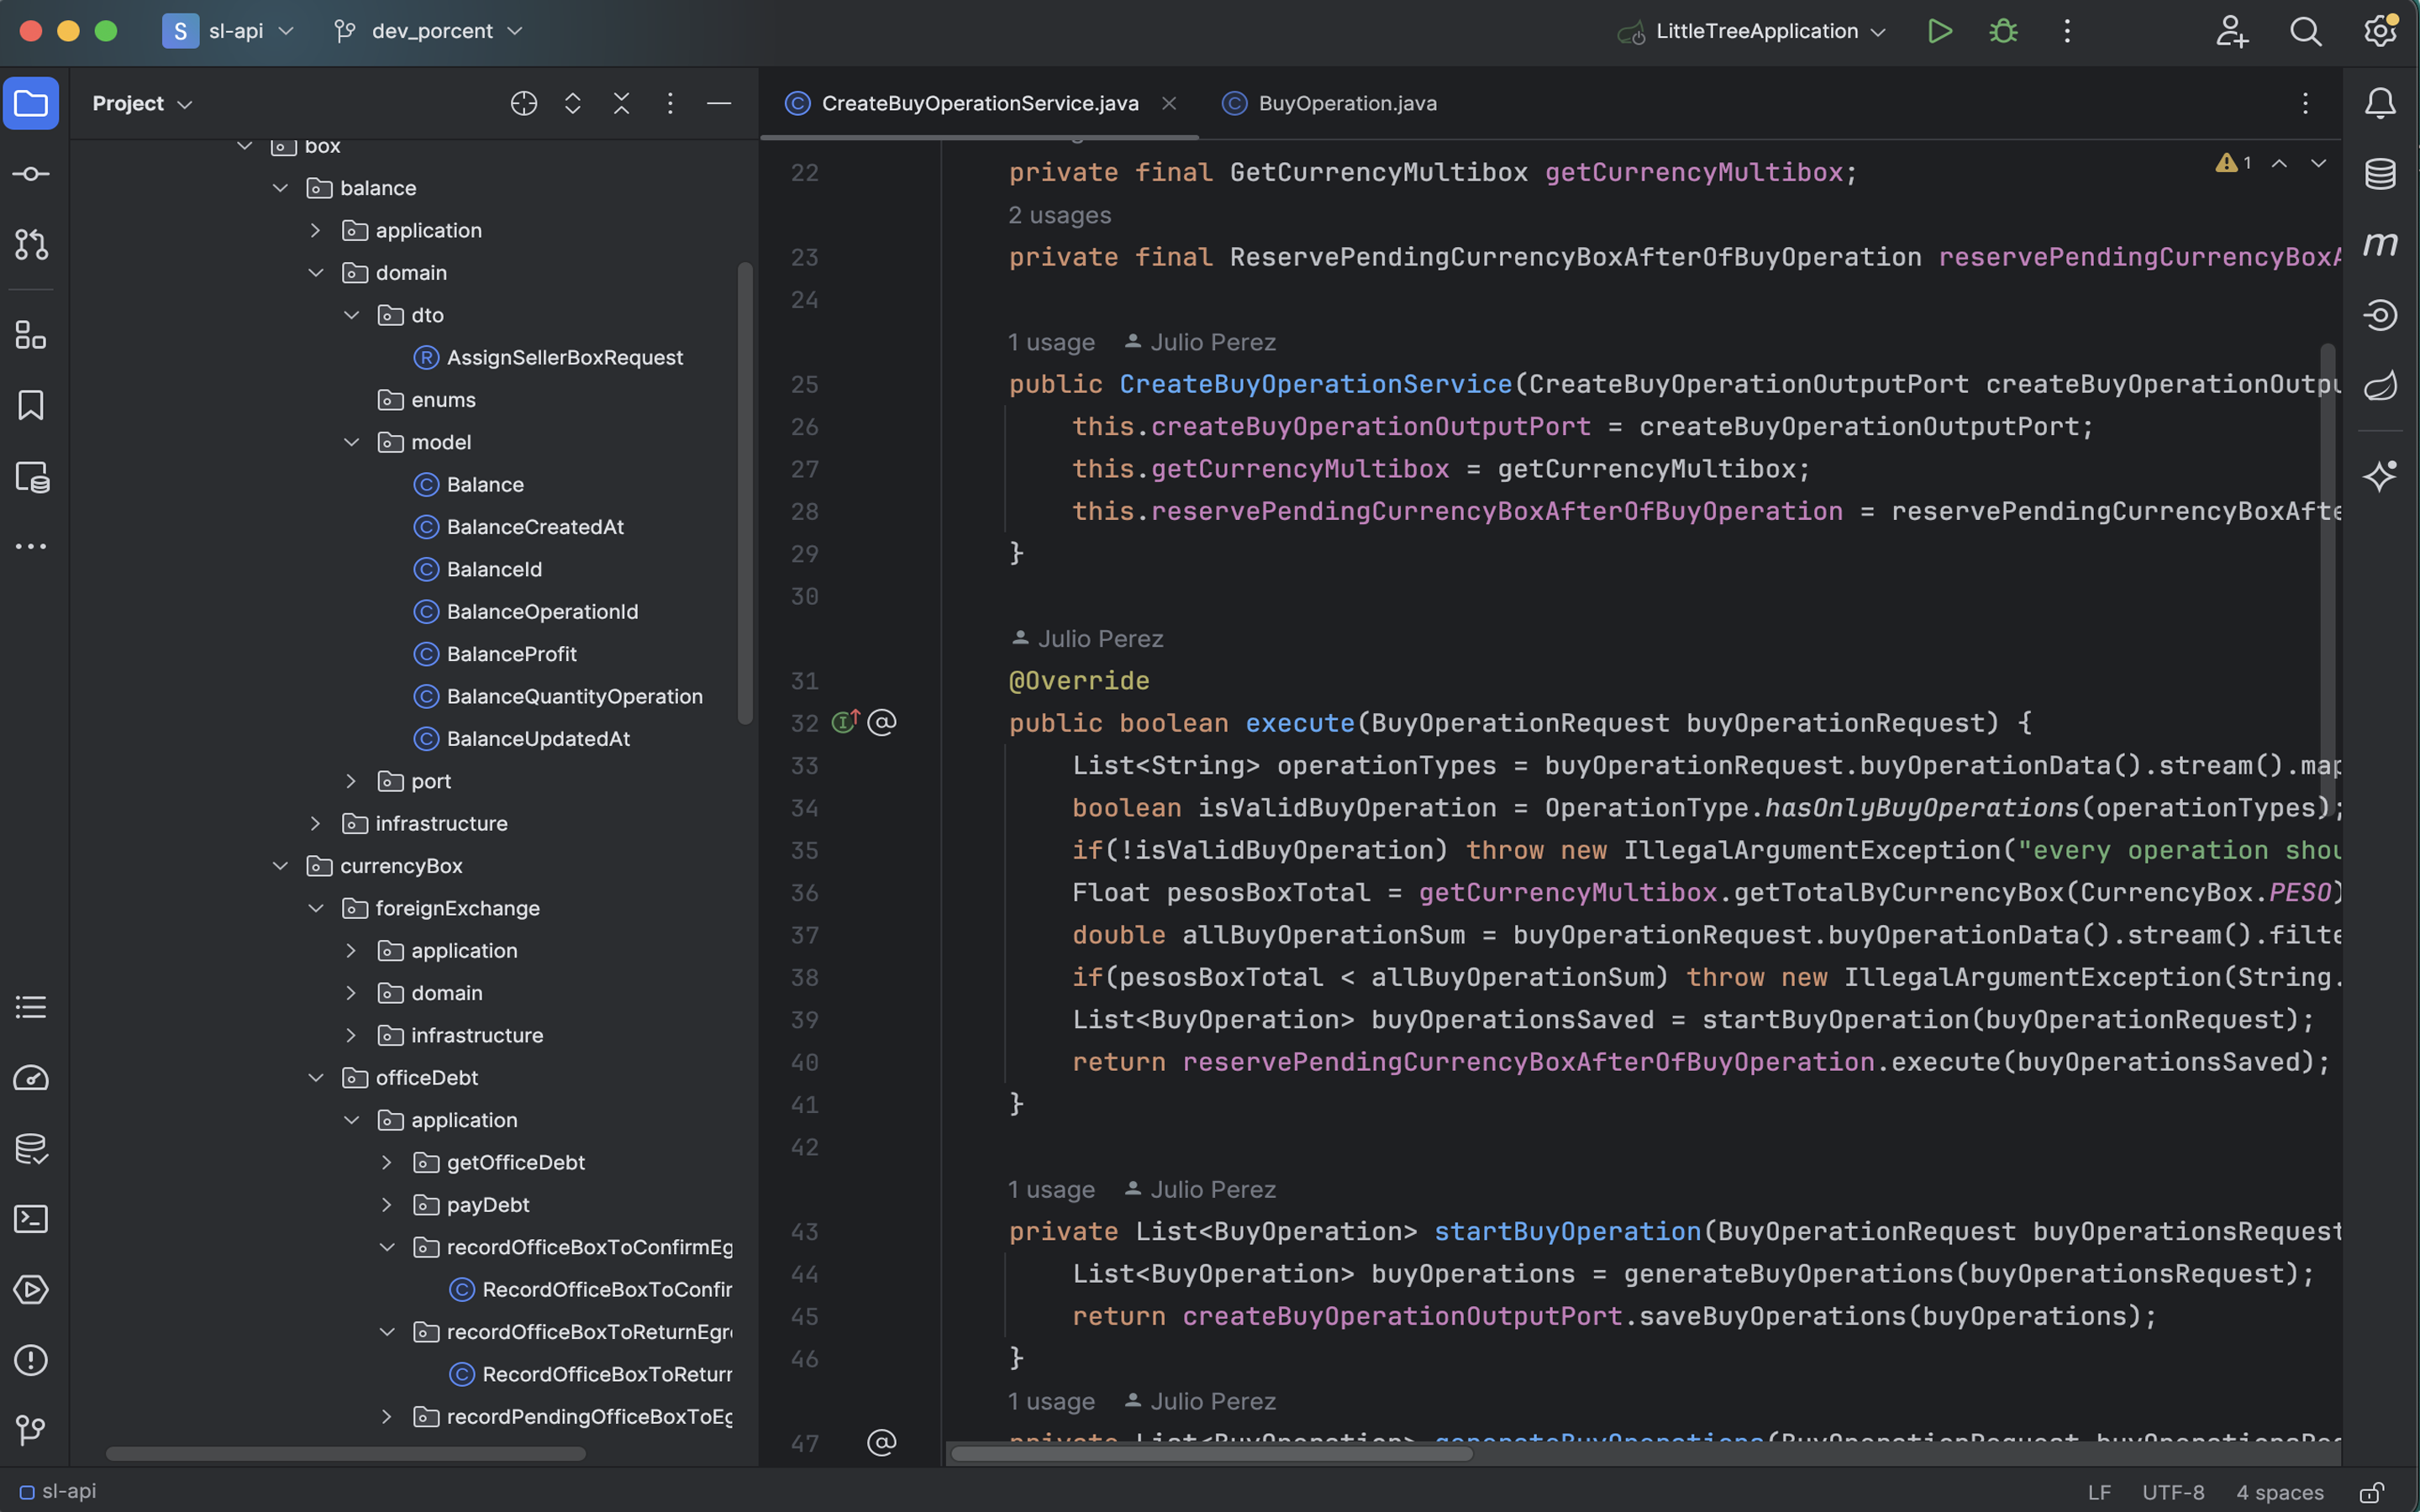 S sl-api dev_porcent LittleTreeApplication
Project
CreateBuyOperationService.java BuyOperation.java
box
balance
application
domain
dto
AssignSellerBoxRequest
enums
model
Balance
BalanceCreatedAt
BalanceId
BalanceOperationId
BalanceProfit
BalanceQuantityOperation
BalanceUpdatedAt
port
infrastructure
currencyBox
foreignExchange
application
domain
infrastructure
officeDebt
application
getOfficeDebt
payDebt
recordOfficeBoxToConfirmEg
RecordOfficeBoxToConfir
recordOfficeBoxToReturnEgr
RecordOfficeBoxToReturn
recordPendingOfficeBoxToEg
1
22 private final GetCurrencyMultibox getCurrencyMultibox;
2 usages
23 private final ReservePendingCurrencyBoxAfterOfBuyOperation reservePendingCurrencyBoxA
24
1 usage Julio Perez
25 public CreateBuyOperationService(CreateBuyOperationOutputPort createBuyOperationOutpu
26 this.createBuyOperationOutputPort = createBuyOperationOutputPort;
27 this.getCurrencyMultibox = getCurrencyMultibox;
28 this.reservePendingCurrencyBoxAfterOfBuyOperation = reservePendingCurrencyBoxAfte
29 }
30
Julio Perez
31 @Override
32 public boolean execute(BuyOperationRequest buyOperationRequest) {
33 List<String> operationTypes = buyOperationRequest.buyOperationData().stream().map
34 boolean isValidBuyOperation = OperationType.hasOnlyBuyOperations(operationTypes);
35 if(!isValidBuyOperation) throw new IllegalArgumentException("every operation shou
36 Float pesosBoxTotal = getCurrencyMultibox.getTotalByCurrencyBox(CurrencyBox.PESO)
37 double allBuyOperationSum = buyOperationRequest.buyOperationData().stream().filte
38 if(pesosBoxTotal < allBuyOperationSum) throw new IllegalArgumentException(String.
39 List<BuyOperation> buyOperationsSaved = startBuyOperation(buyOperationRequest);
40 return reservePendingCurrencyBoxAfterOfBuyOperation.execute(buyOperationsSaved);
41 }
42
1 usage Julio Perez
43 private List<BuyOperation> startBuyOperation(BuyOperationRequest buyOperationsRequest
44 List<BuyOperation> buyOperations = generateBuyOperations(buyOperationsRequest);
45 return createBuyOperationOutputPort.saveBuyOperations(buyOperations);
46 }
1 usage Julio Perez
47 private List<BuyOperation> generateBuyOperations(BuyOperationRequest buyOperationsReq
sl-api LF UTF-8 4 spaces